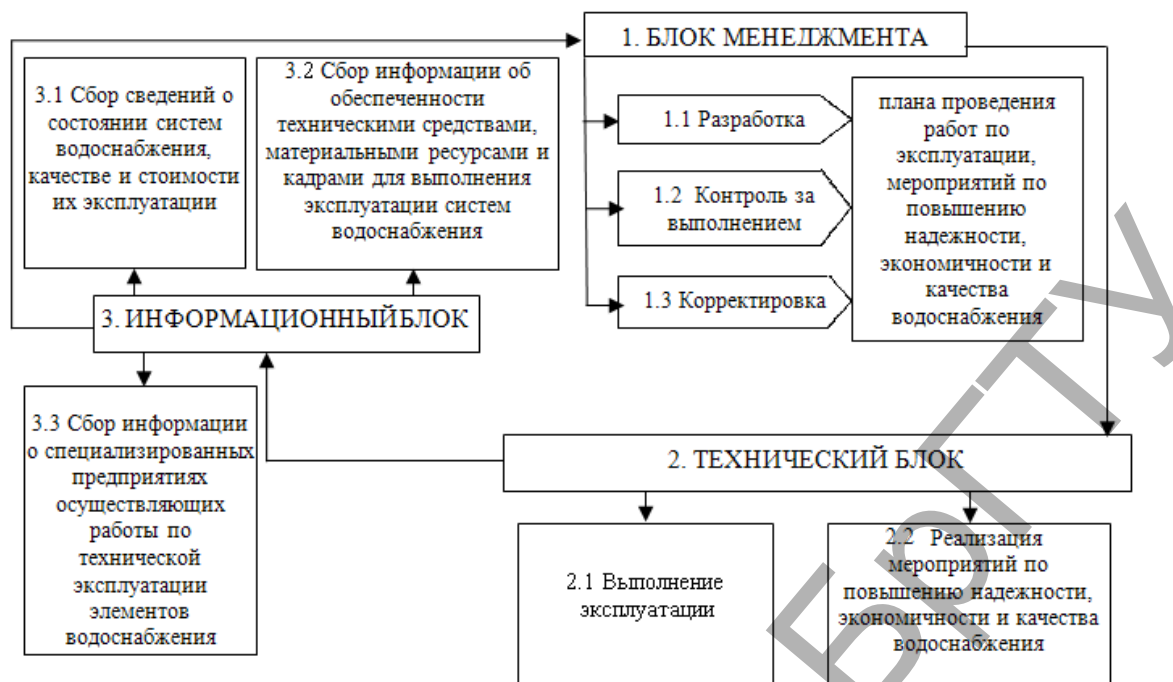 1. БЛОК МЕНЕДЖМЕНТА
3.1 Сбор сведений о
состоянии систем
водоснабжения,
качестве и стоимости
их эксплуатации
3.2 Сбор информации об
обеспеченности
техническими средствами,
материальными ресурсами и
кадрами для выполнения
эксплуатации систем
водоснабжения
1.1 Разработка
1.2 Контроль за
выполнением
1.3 Корректировка
плана проведения
работ по
эксплуатации,
мероприятий по
повышению
надежности,
экономичности и
качества
водоснабжения
3. ИНФОРМАЦИОННЫЙ БЛОК
3.3 Сбор информации
о специализированных
предприятиях
осуществляющих
работы по
технической
эксплуатации
элементов
водоснабжения
2. ТЕХНИЧЕСКИЙ БЛОК
2.1 Выполнение
эксплуатации
2.2 Реализация
мероприятий по
повышению надежности,
экономичности и качества
водоснабжения
БрГТУ